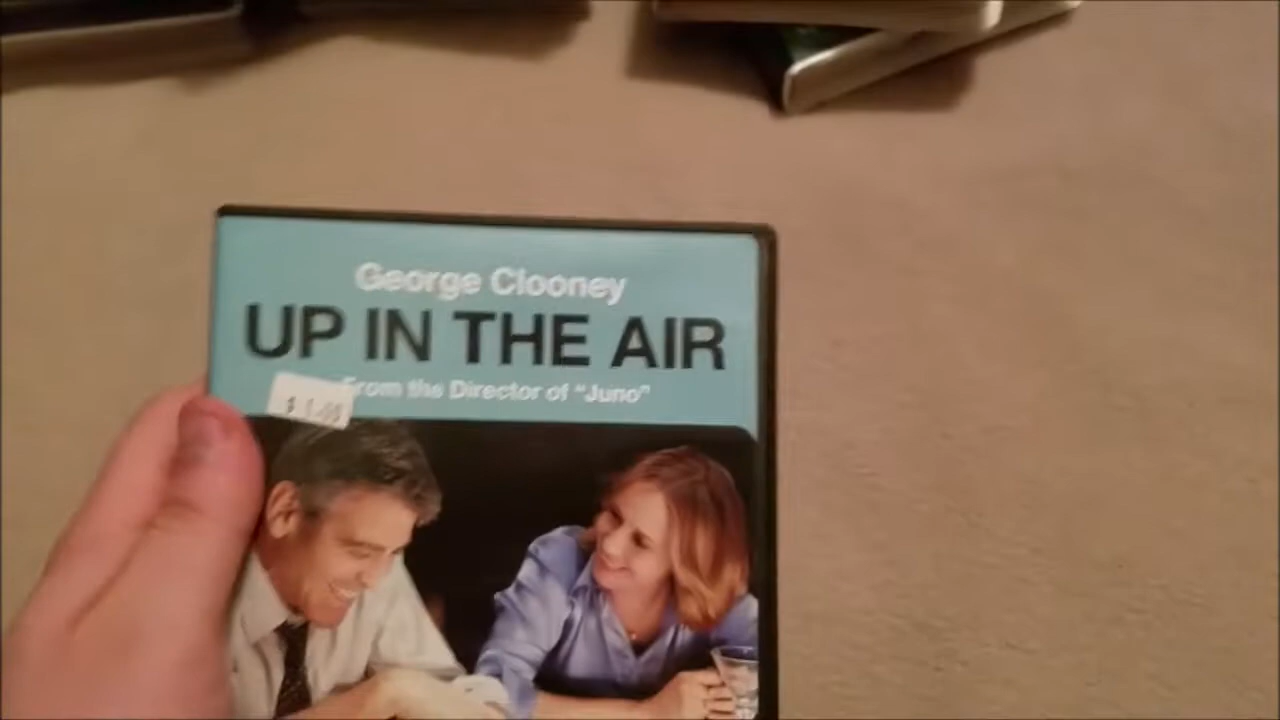 George Clooney
UP IN THE AIR
From the Director of "Juno"